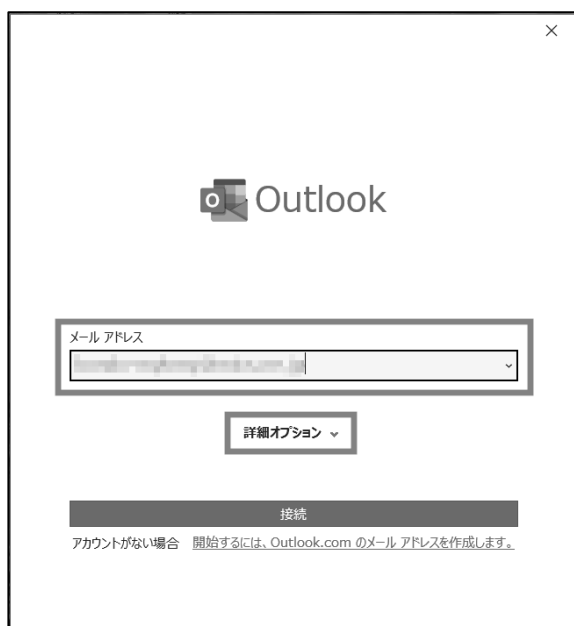 Outlook
メール アドレス
詳細オプション
接続
アカウントがない場合 開始するには、Outlook.com のメール アドレスを作成します。